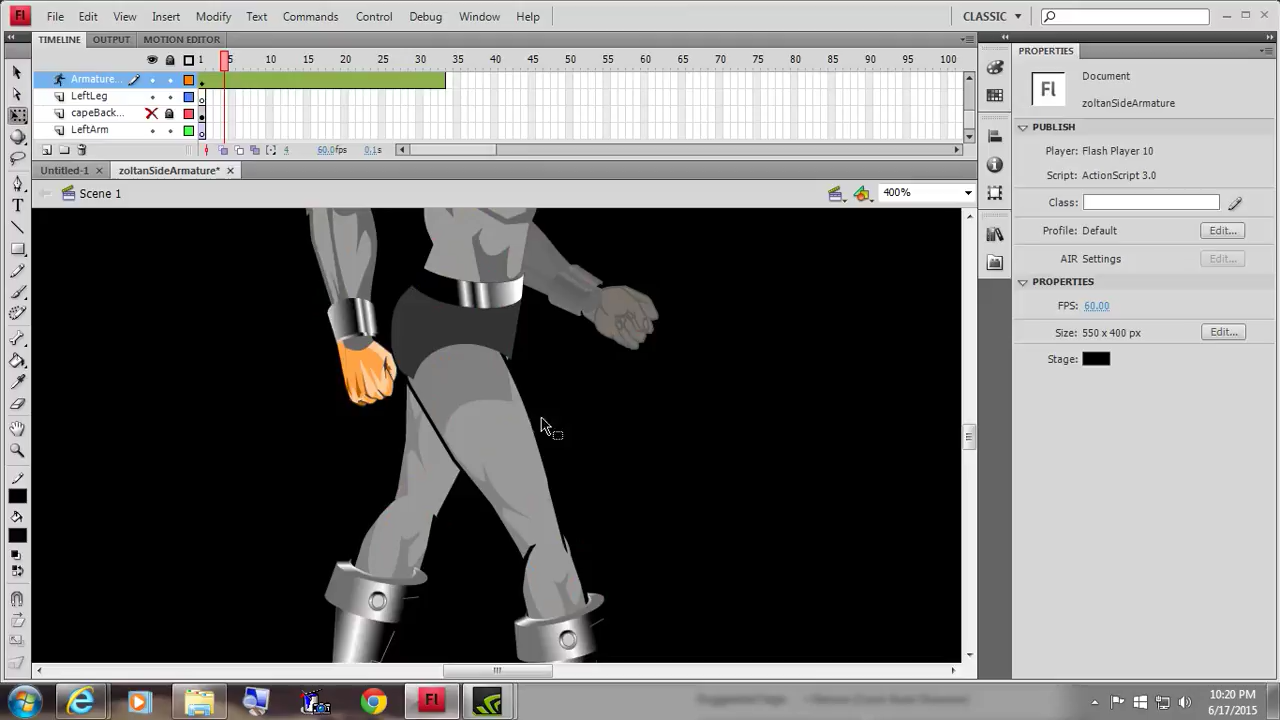 Fl File Edit View Insert Modify Text Commands Control Debug Window Help CLASSIC
TIMELINE OUTPUT MOTION EDITOR
PROPERTIES
1 5 10 15 20 25 30 35 40 45 50 55 60 65 70 75 80 85 90 95 100
Armature...
LeftLeg
capeBack...
LeftArm
4 60.0fps 0.1s
Untitled-1 zoltanSideArmature*
Scene 1 400%
Fl Document
zoltanSideArmature
PUBLISH
Player: Flash Player 10
Script: ActionScript 3.0
Class:
Profile: Default Edit...
AIR Settings Edit...
PROPERTIES
FPS: 60.00
Size: 550 x 400 px Edit...
Stage:
T
Fl
10:20 PM
6/17/2015